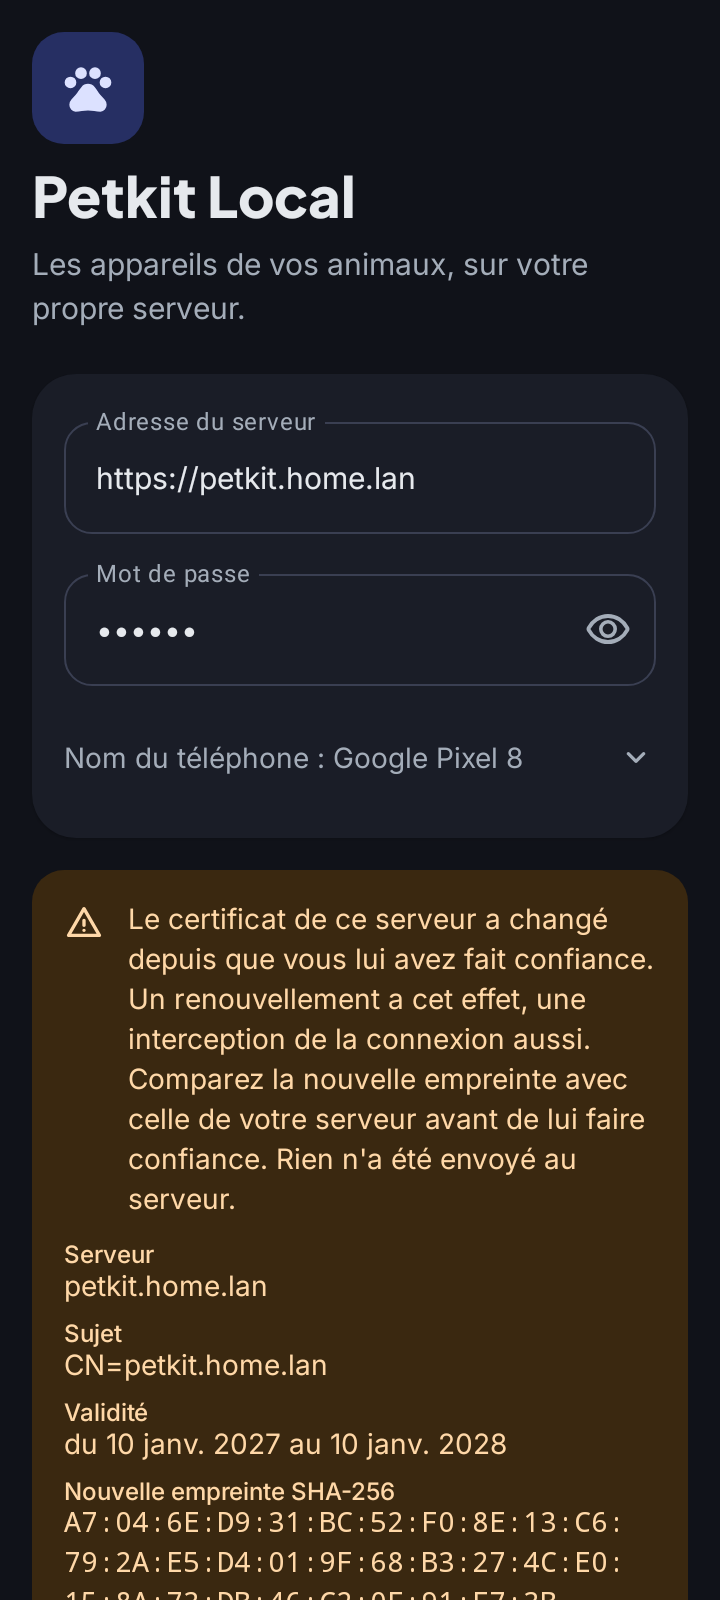 Petkit Local
Les appareils de vos animaux, sur votre
propre serveur.
Adresse du serveur
https://petkit.home.lan
Mot de passe
••••••
Nom du téléphone : Google Pixel 8
Le certificat de ce serveur a changé
depuis que vous lui avez fait confiance.
Un renouvellement a cet effet, une
interception de la connexion aussi.
Comparez la nouvelle empreinte avec
celle de votre serveur avant de lui faire
confiance. Rien n'a été envoyé au
serveur.
Serveur
petkit.home.lan
Sujet
CN=petkit.home.lan
Validité
du 10 janv. 2027 au 10 janv. 2028
Nouvelle empreinte SHA-256
A7:04:6E:D9:31:BC:52:F0:8E:13:C6:
79:2A:E5:D4:01:9F:68:B3:27:4C:E0: